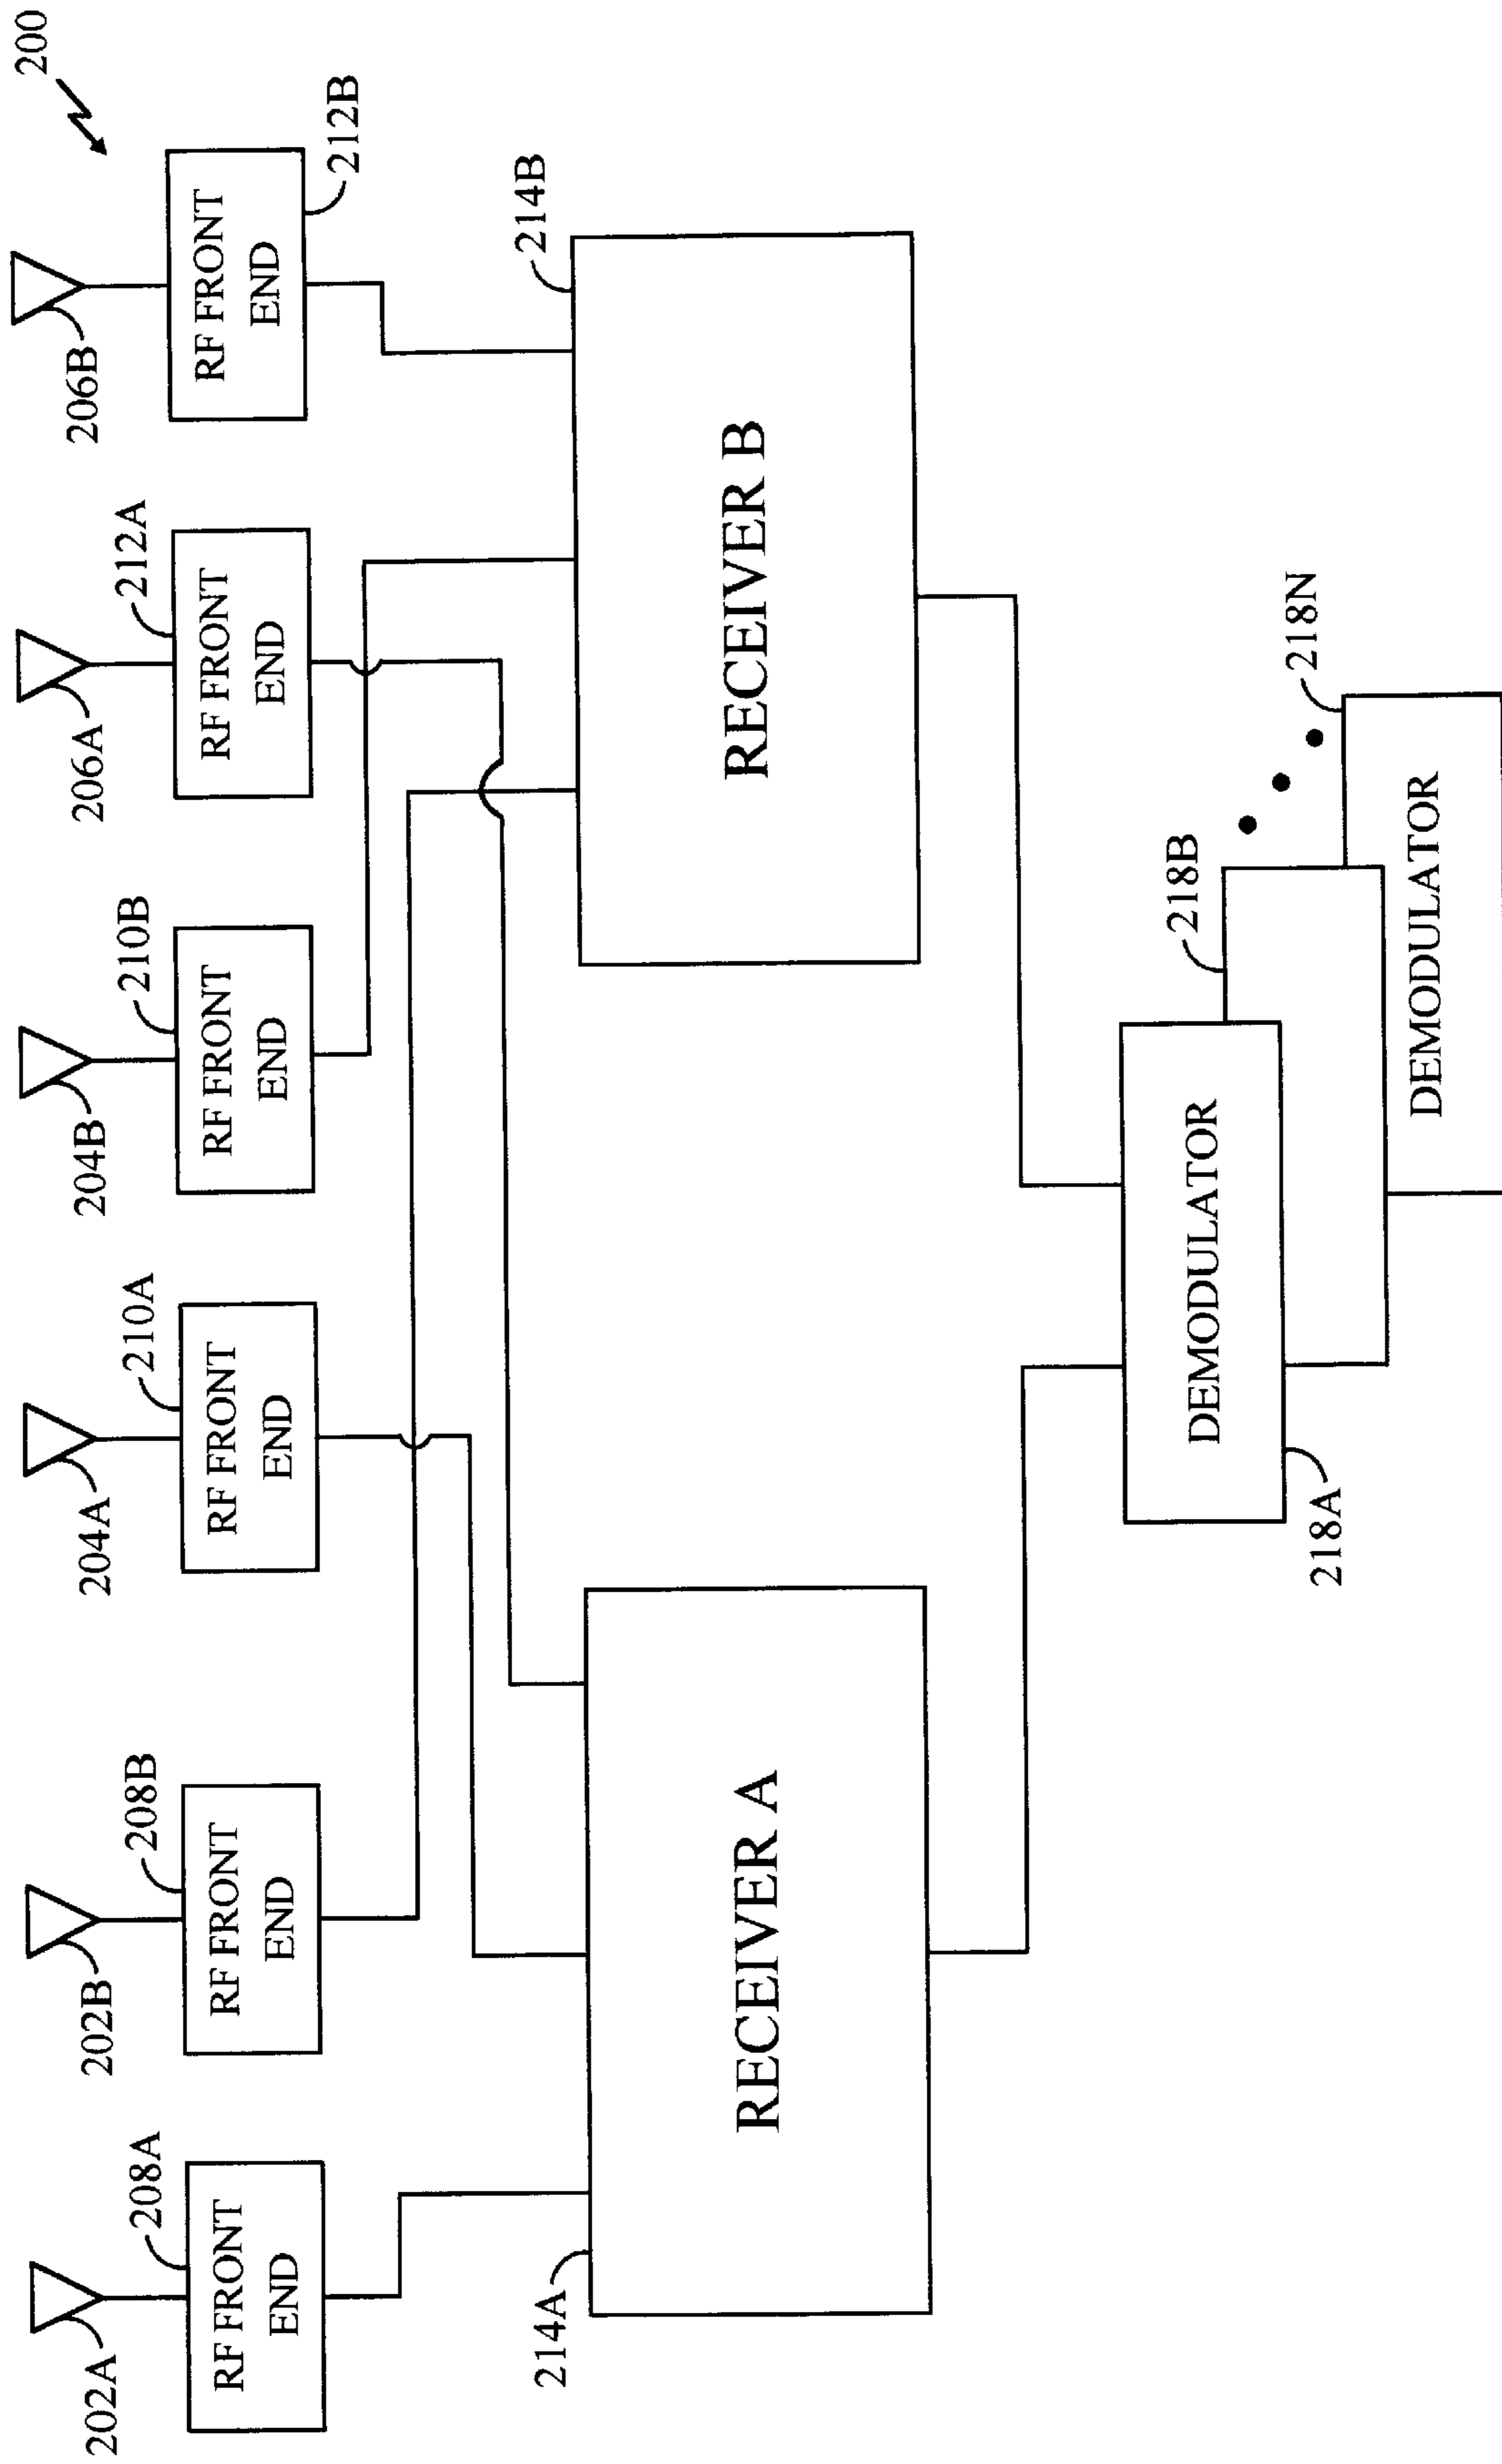 200
202A
202B
204A
204B
206A
206B
208A
208B
210A
210B
212A
212B
RF FRONT
END
RF FRONT
END
RF FRONT
END
RF FRONT
END
RF FRONT
END
RF FRONT
END
214A
214B
RECEIVER A
RECEIVER B
218A
218B
218N
DEMODULATOR
DEMODULATOR